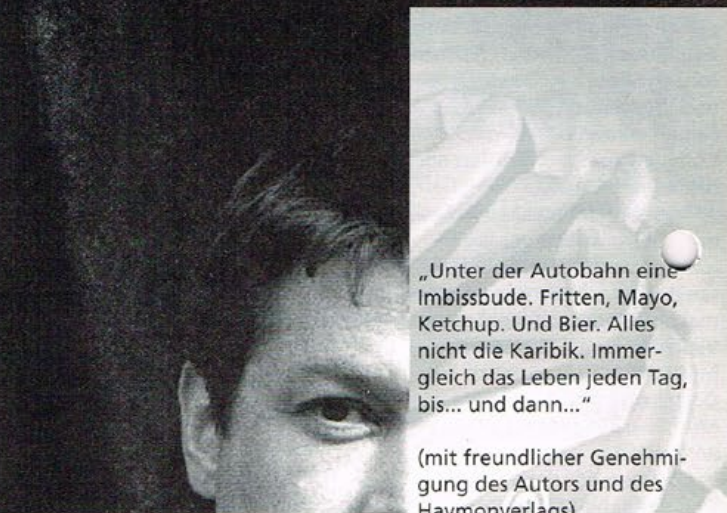 „Unter der Autobahn eine
Imbissbude. Fritten, Mayo,
Ketchup. Und Bier. Alles
nicht die Karibik. Immer-
gleich das Leben jeden Tag,
bis... und dann...“
(mit freundlicher Genehmi-
gung des Autors und des
Haymonverlags)